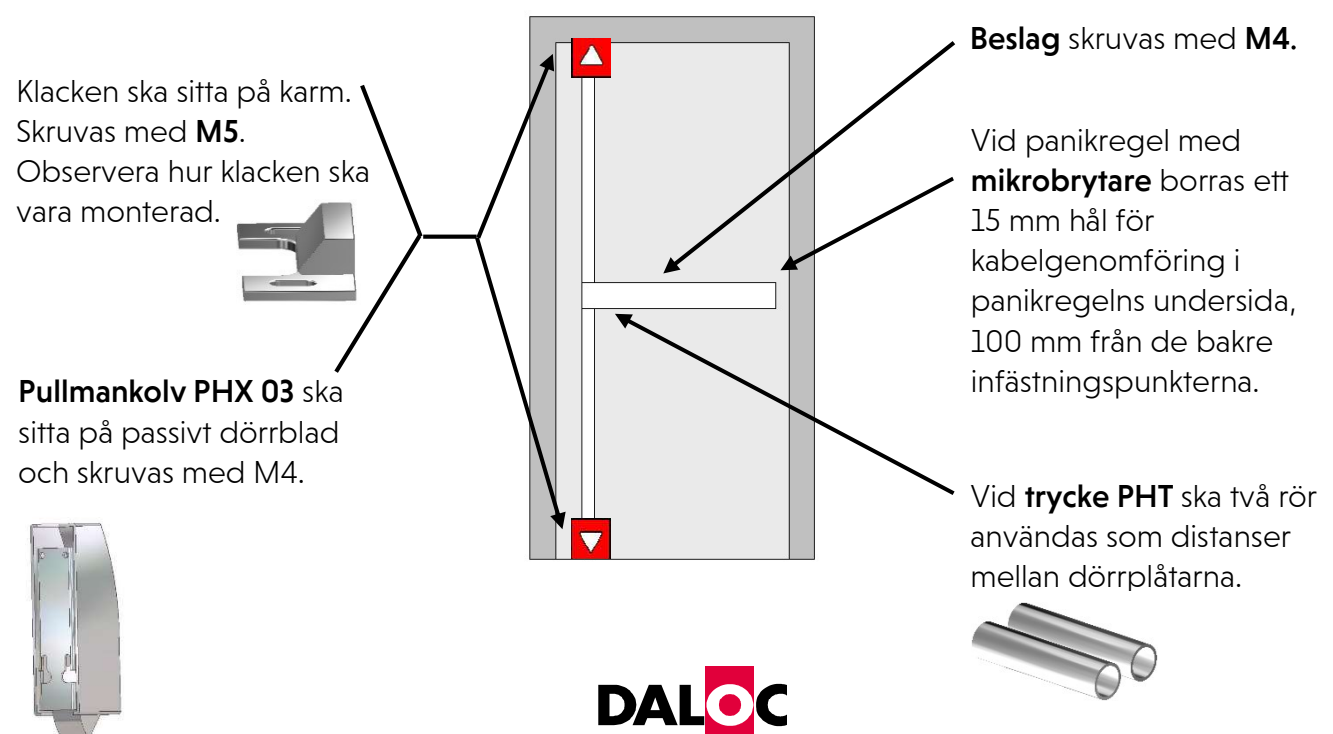 Klacken ska sitta på karm.
Skruvas med M5.
Observera hur klacken ska
vara monterad.
Pullmankolv PHX 03 ska
sitta på passivt dörrblad
och skruvas med M4.
Beslag skruvas med M4.
Vid panikregel med
mikrobrytare borras ett
15 mm hål för
kabelgenomföring i
panikregelns undersida,
100 mm från de bakre
infästningspunkterna.
Vid trycke PHT ska två rör
användas som distanser
mellan dörrplåtarna.
DALOC